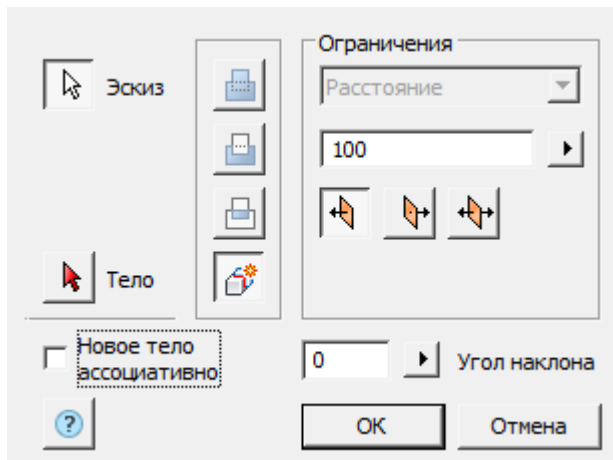 Ограничения
Эскиз
Расстояние
100
Тело
Новое тело
ассоциативно
0
Угол наклона
?
OK
Отмена